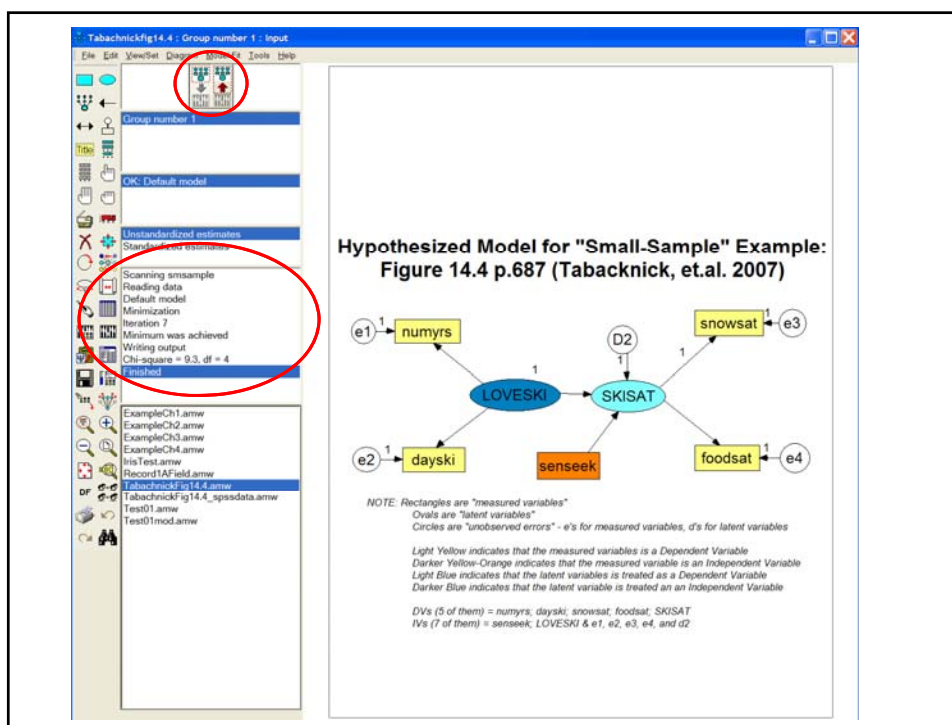 Tabachnickfig14.4 : Group number 1 : Input
File Edit View/Set Diagram Model-Fit Tools Help
Title
DF
Group number 1
OK: Default model
Unstandardized estimates
Standardized estimates
Scanning smsample
Reading data
Default model
Minimization
Iteration 7
Minimum was achieved
Writing output
Chi-square = 9.3, df = 4
Finished
ExampleCh1.amw
ExampleCh2.amw
ExampleCh3.amw
ExampleCh4.amw
IrisTest.amw
Record1AField.amw
TabachnickFig14.4.amw
TabachnickFig14.4_spssdata.amw
Test01.amw
Test01mod.amw
Hypothesized Model for "Small-Sample" Example:
Figure 14.4 p.687 (Tabacknick, et.al. 2007)
e1
1
numyrs
D2
1
snowsat
1
e3
1
1
LOVESKI
SKISAT
e2
1
dayski
senseek
foodsat
1
e4
NOTE: Rectangles are "measured variables"
Ovals are "latent variables"
Circles are "unobserved errors" - e's for measured variables, d's for latent variables
Light Yellow indicates that the measured variables is a Dependent Variable
Darker Yellow-Orange indicates that the measured variable is an Independent Variable
Light Blue indicates that the latent variables is treated as a Dependent Variable
Darker Blue indicates that the latent variable is treated an an Independent Variable
DVs (5 of them) = numyrs; dayski; snowsat; foodsat; SKISAT
IVs (7 of them) = senseek; LOVESKI & e1, e2, e3, e4, and d2